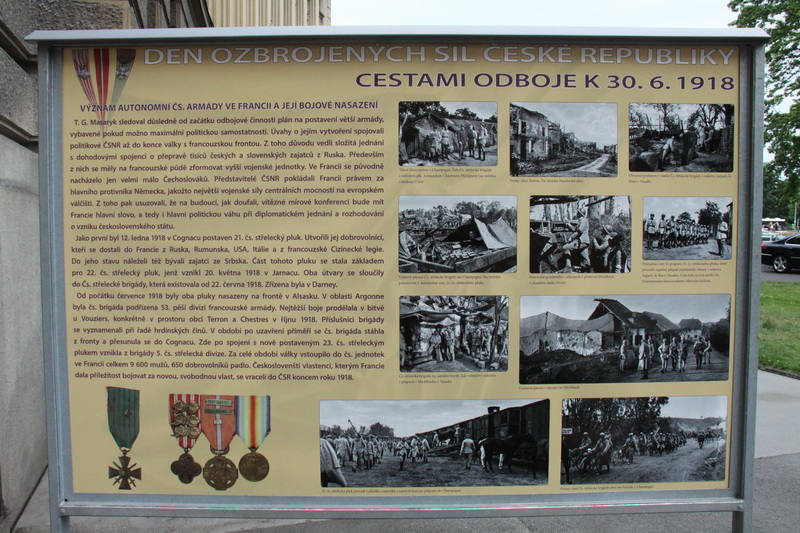 DEN OZBROJENÝCH SIL ČESKÉ REPUBLIKY
CESTAMI ODBOJE K 30. 6. 1918
VÝZNAM AUTONOMNÍ ČS. ARMÁDY VE FRANCII A JEJÍ BOJOVÉ NASAZENÍ
T. G. Masaryk sledoval důsledně od začátku odbojové činnosti plán na postavení větší armády,
vybavené pokud možno maximální politickou samostatností. Úvahy o jejím vytvoření spojovali
politikové ČSNR až do konce války s francouzskou frontou. Z toho důvodu vedli složitá jednání
s dohodovými spojenci o přepravě tisíců českých a slovenských zajatců z Ruska. Především
z nich se měly na francouzské půdě zformovat vyšší vojenské jednotky. Ve Francii se původně
nacházelo jen velmi málo Čechoslováků. Představitelé ČSNR pokládali Francii právem za
hlavního protivníka Německa, jakožto největší vojenské síly centrálních mocností na evropském
válčišti. Z toho pak usuzovali, že na budoucí, jak doufali, vítězné mírové konferenci bude mít
Francie hlavní slovo, a tedy i hlavní politickou váhu při diplomatickém jednání a rozhodování
o vzniku československého státu.
Jako první byl 12. ledna 1918 v Cognacu postaven 21. čs. střelecký pluk. Utvořili jej dobrovolníci,
kteří se dostali do Francie z Ruska, Rumunska, USA, Itálie a z francouzské Cizinecké legie.
Do jeho stavu náleželi též bývalí zajatci ze Srbska. Část tohoto pluku se stala základem
pro 22. čs. střelecký pluk, jenž vznikl 20. května 1918 v Jarnacu. Oba útvary se sloučily
do Čs. střelecké brigády, která existovala od 22. června 1918. Zřízena byla v Darney.
Od počátku července 1918 byly oba pluky nasazeny na frontě v Alsasku. V oblasti Argonne
byla čs. brigáda podřízena 53. pěší divizi francouzské armády. Nejtěžší boje prodělala v bitvě
u Vouziers, konkrétně v prostoru obcí Terron a Chestres v říjnu 1918. Příslušníci brigády
se vyznamenali při řadě hrdinských činů. V období po uzavření příměří se čs. brigáda stáhla
z fronty a přesunula se do Cognacu. Zde po spojení s nově postaveným 23. čs. střeleckým
plukem vznikla z brigády 5. čs. střelecká divize. Za celé období války vstoupilo do čs. jednotek
ve Francii celkem 9 600 mužů, 650 dobrovolníků padlo. Českoslovenští vlastenci, kterým Francie
dala příležitost bojovat za novou, svobodnou vlast, se vraceli do ČSR koncem roku 1918.